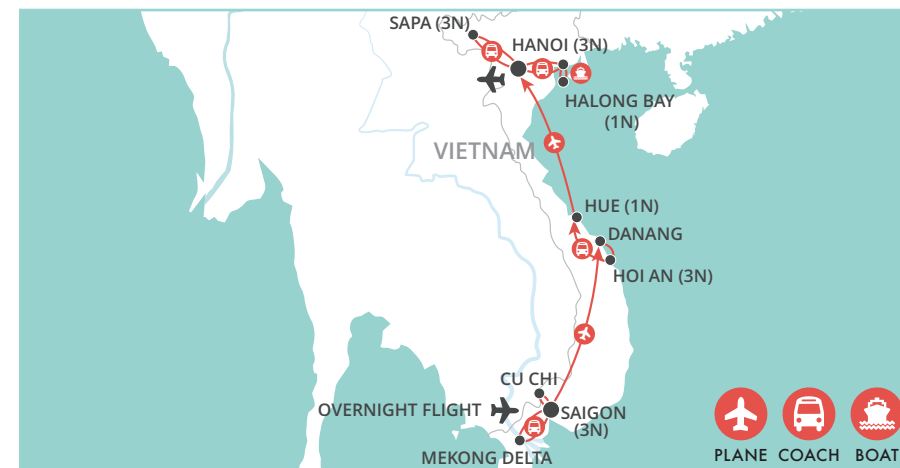 SAPA (3N)
HANOI (3N)
HALONG BAY
(1N)
VIETNAM
HUE (1N)
DANANG
HOI AN (3N)
CU CHI
OVERNIGHT FLIGHT
SAIGON
(3N)
MEKONG DELTA
PLANE
COACH
BOAT